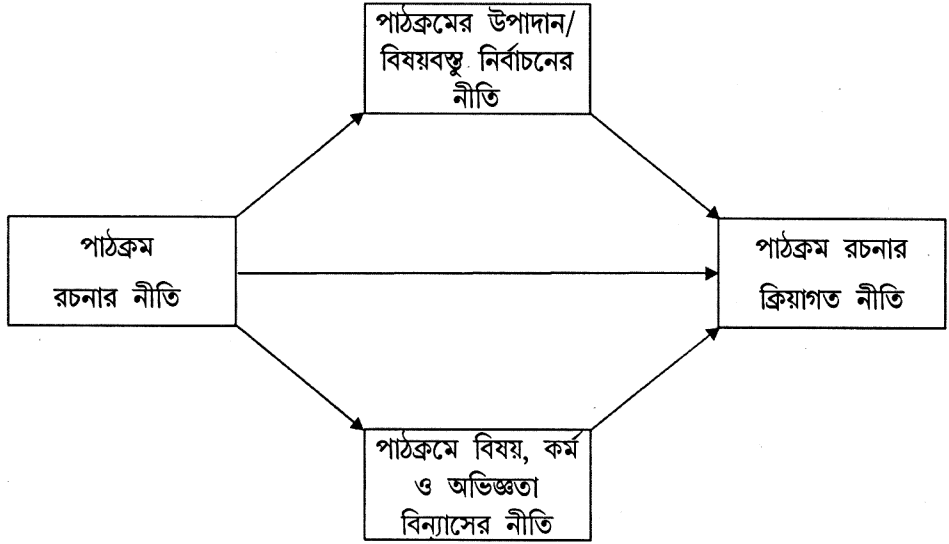 পাঠক্রমের উপাদান/
বিষয়বস্তু নির্বাচনের
নীতি
পাঠক্রম
রচনার নীতি
পাঠক্রম রচনার
ক্রিয়াগত নীতি
পাঠক্রমে বিষয়, কর্ম
ও অভিজ্ঞতা
বিন্যাসের নীতি